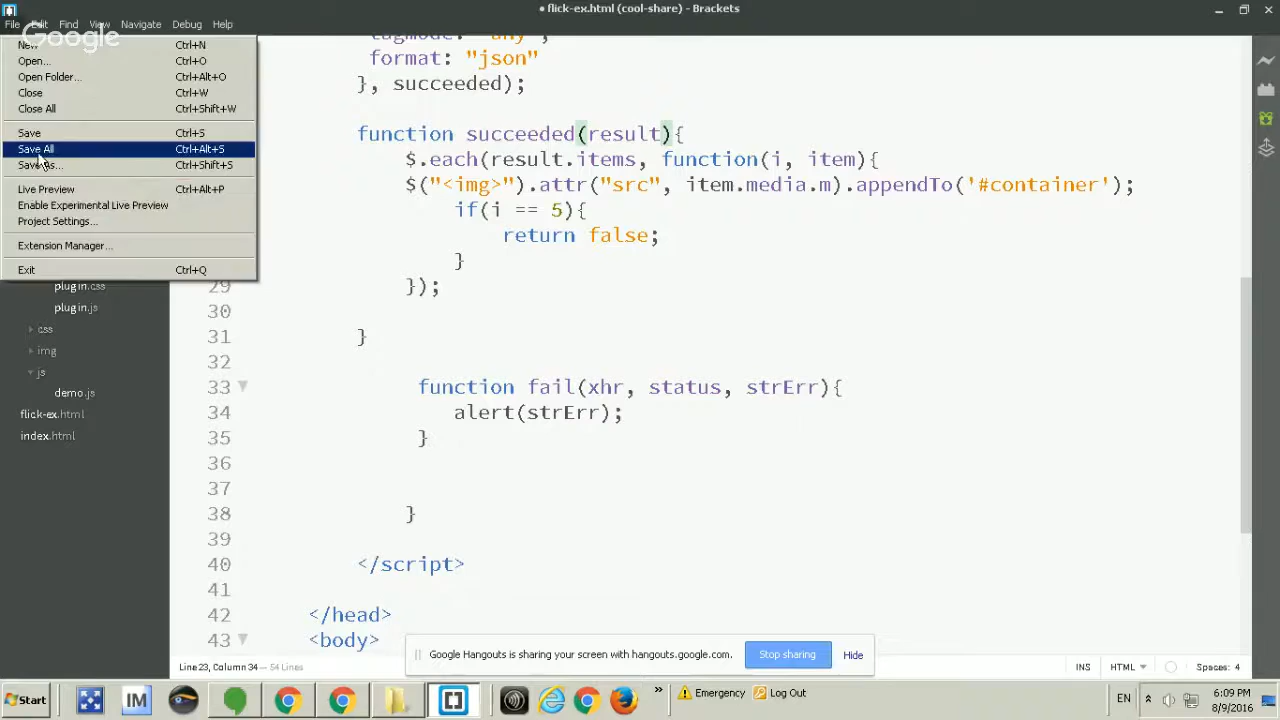 • flick-ex.html (cool-share) - Brackets
File Edit Find View Navigate Debug Help
Google
New Ctrl+N
Open... Ctrl+O
Open Folder... Ctrl+Alt+O
Close Ctrl+W
Close All Ctrl+Shift+W
Save Ctrl+S
Save All Ctrl+Alt+S
Ctrl+Shift+S
Live Preview Ctrl+Alt+P
Enable Experimental Live Preview
Project Settings...
Extension Manager...
Exit Ctrl+Q
plugin.css
plugin.js
css
img
js
demo.js
flick-ex.html
index.html
tagmode: "any",
format: "json"
}, succeeded);
function succeeded(result){
$.each(result.items, function(i, item){
$("<img>").attr("src", item.media.m).appendTo('#container');
if(i == 5){
return false;
}
29 });
30
31 }
32
33 function fail(xhr, status, strErr){
34 alert(strErr);
35 }
36
37
38 }
39
40 </script>
41
42 </head>
43 <body>
Google Hangouts is sharing your screen with hangouts.google.com. Stop sharing Hide
Line 23, Column 34 — 54 Lines INS HTML Spaces: 4
Start IM » Emergency Log Out EN 6:09 PM
8/9/2016